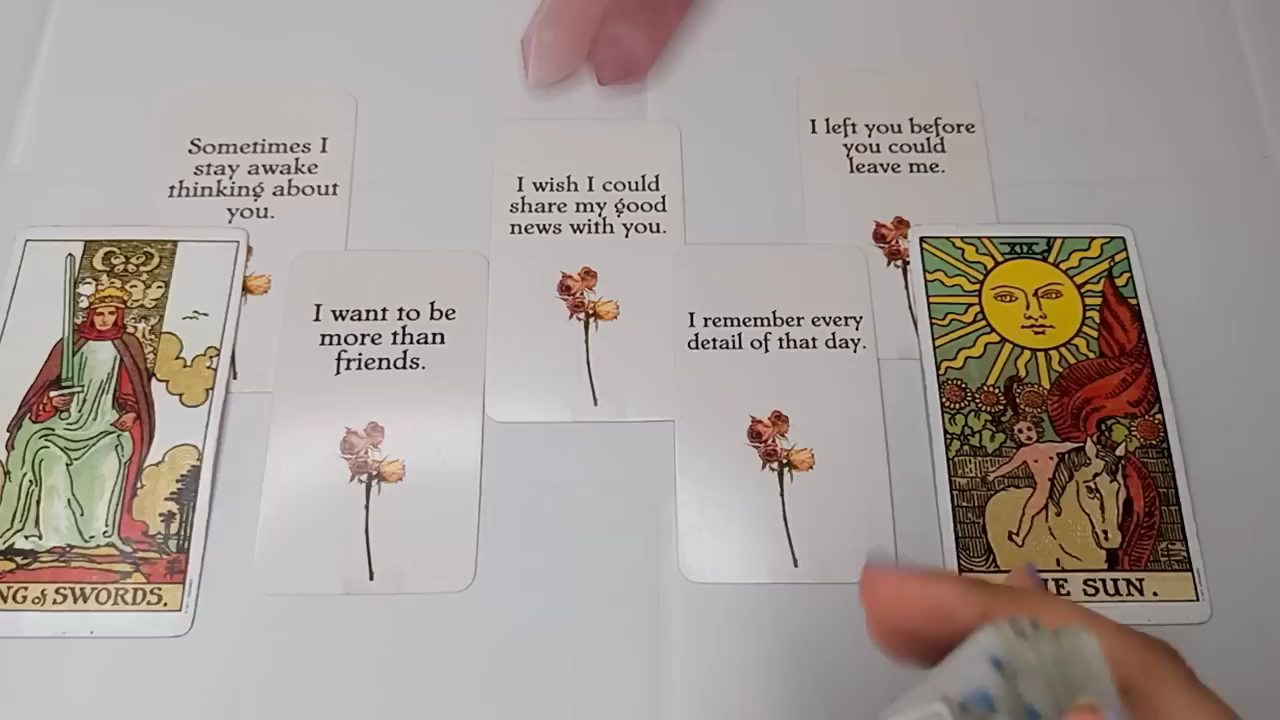 Sometimes I
stay awake
thinking about
you.
I wish I could
share my good
news with you.
I left you before
you could
leave me.
I want to be
more than
friends.
I remember every
detail of that day.
XIX
NG of SWORDS.
SUN.